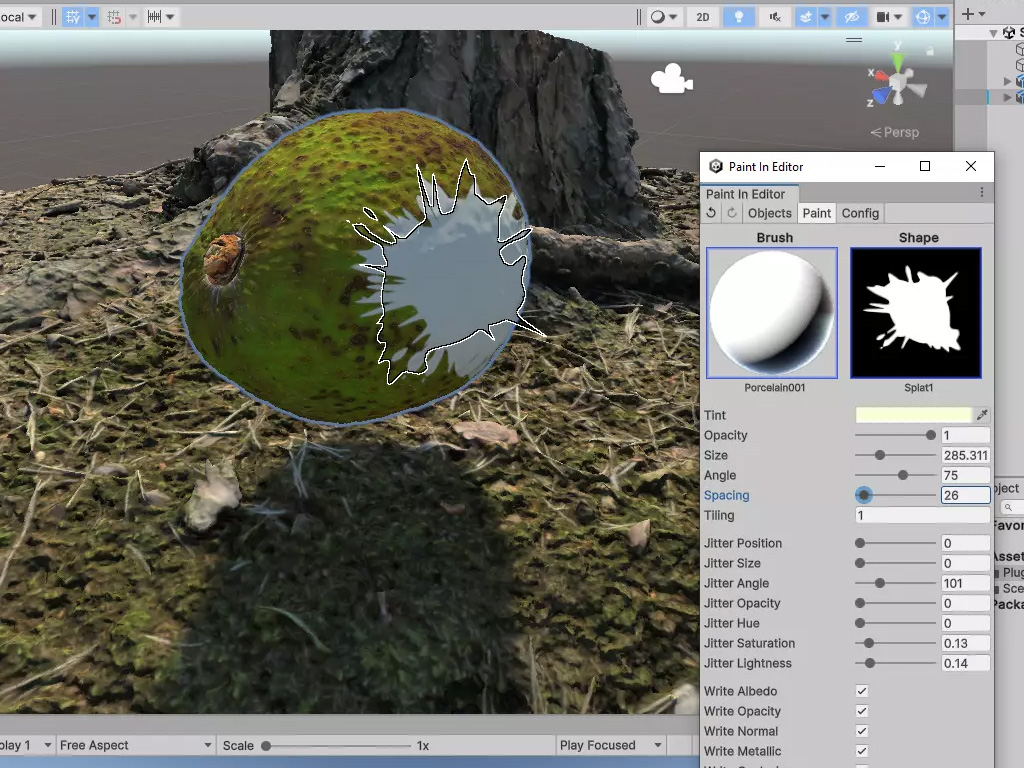 ocal
2D
S
y
x
z
Persp
Paint In Editor
Paint In Editor
Objects Paint Config
Brush Shape
Porcelain001 Splat1
Tint
Opacity 1
Size 285.311
Angle 75
Spacing 26
Tiling 1
Jitter Position 0
Jitter Size 0
Jitter Angle 101
Jitter Opacity 0
Jitter Hue 0
Jitter Saturation 0.13
Jitter Lightness 0.14
Write Albedo
Write Opacity
Write Normal
Write Metallic
oject
Favor
Asset
Plug
Sce
Packa
olay 1 Free Aspect Scale 1x Play Focused